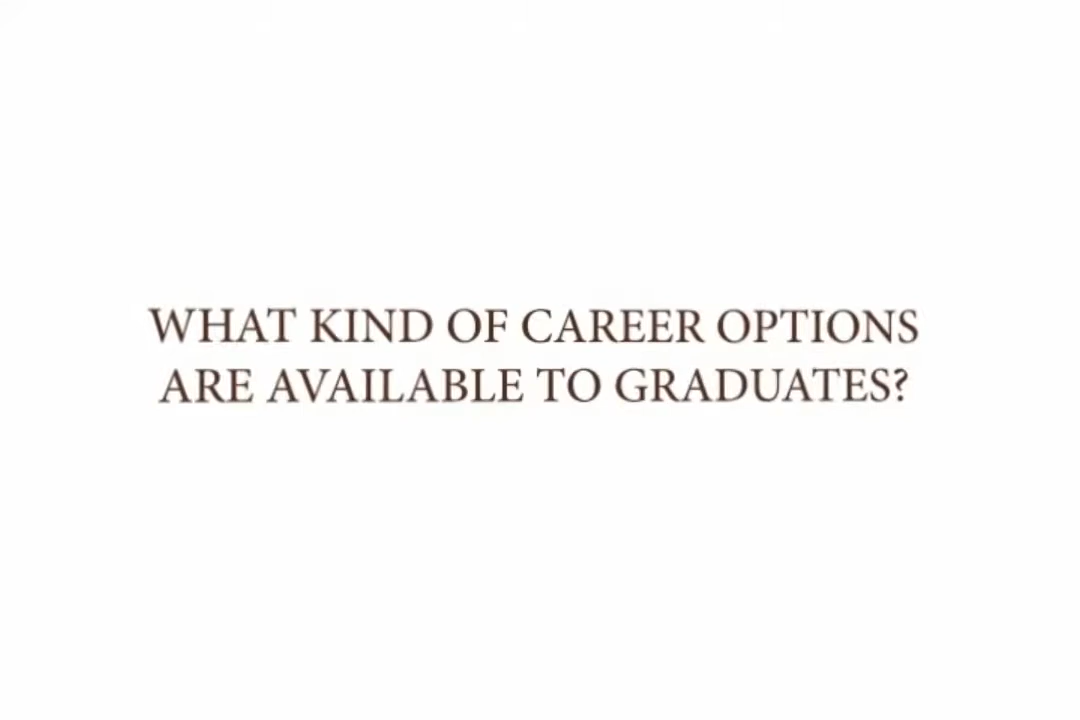 WHAT KIND OF CAREER OPTIONS
ARE AVAILABLE TO GRADUATES?